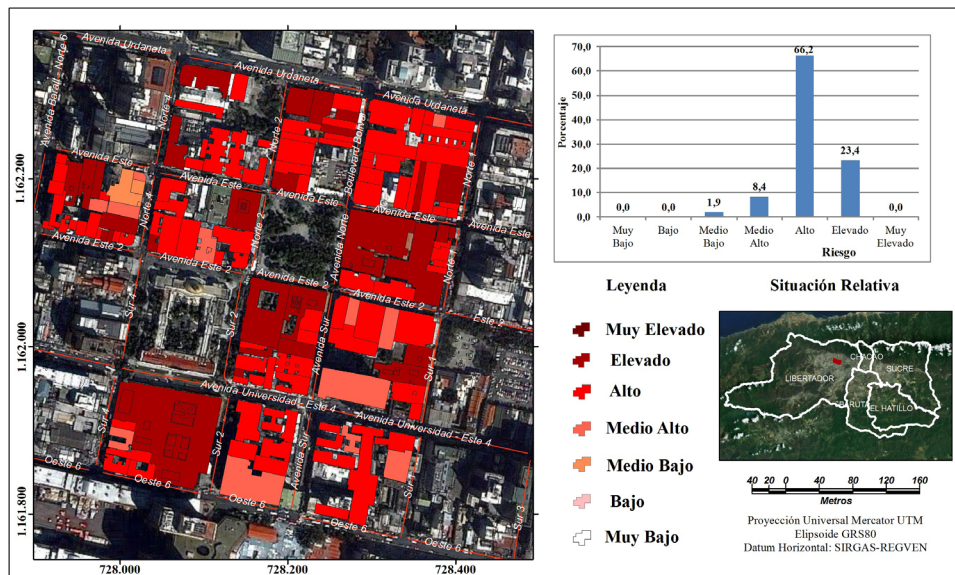 Avenida Urdaneta
Avenida Baralt - Norte 6
Avenida Urdaneta
Avenida Urdaneta
Norte 4
Norte 2
Boulevard Bolívar
Norte 1
Avenida Este
Avenida Este
Avenida Este
Este
Norte 4
Norte 2
Avenida Norte
Norte 1
Avenida Este 2
Avenida Este 2
Avenida Este 2
Avenida Este 2
Este 2
Sur 4
Sur 2
Avenida Sur
Sur 1
Avenida Universidad - Este 4
Avenida Universidad - Este 4
Sur 4
Sur 2
Avenida Sur
Sur 1
Sur 3
Oeste 6
Oeste 6
Oeste 6
Oeste 6
1.162.200
1.162.000
1.161.800
728.000
728.200
728.400
70,0
60,0
50,0
40,0
30,0
20,0
10,0
0,0
Porcentaje
0,0
0,0
1,9
8,4
66,2
23,4
0,0
Muy Bajo
Bajo
Medio Bajo
Medio Alto
Alto
Elevado
Muy Elevado
Riesgo
Leyenda
Muy Elevado
Elevado
Alto
Medio Alto
Medio Bajo
Bajo
Muy Bajo
Situación Relativa
LIBERTADOR
CHACAO
SUCRE
BARUTA
EL HATILLO
40 20 0 40 80 120 160
Metros
Proyección Universal Mercator UTM
Elipsoide GRS80
Datum Horizontal: SIRGAS-REGVEN